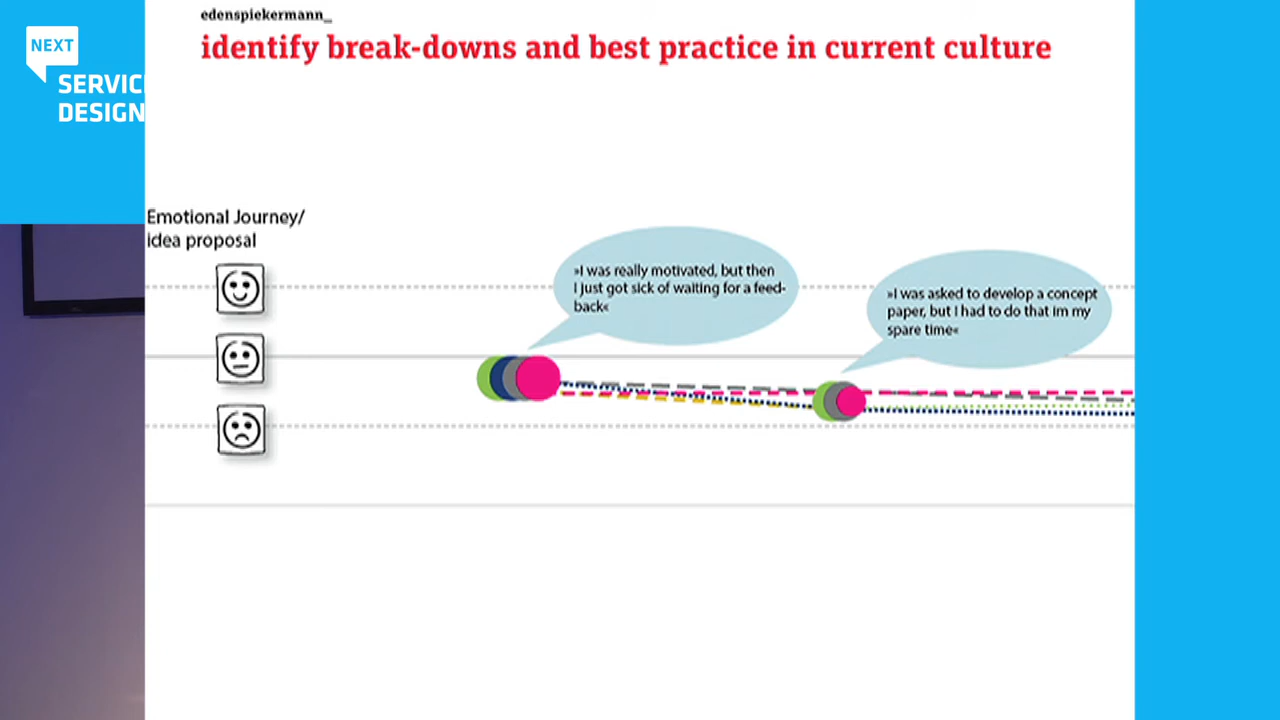 NEXT
SERVIC
DESIGN
edenspiekermann_
identify break-downs and best practice in current culture
Emotional Journey/
idea proposal
»I was really motivated, but then
I just got sick of waiting for a feed-
back«
»I was asked to develop a concept
paper, but I had to do that im my
spare time«